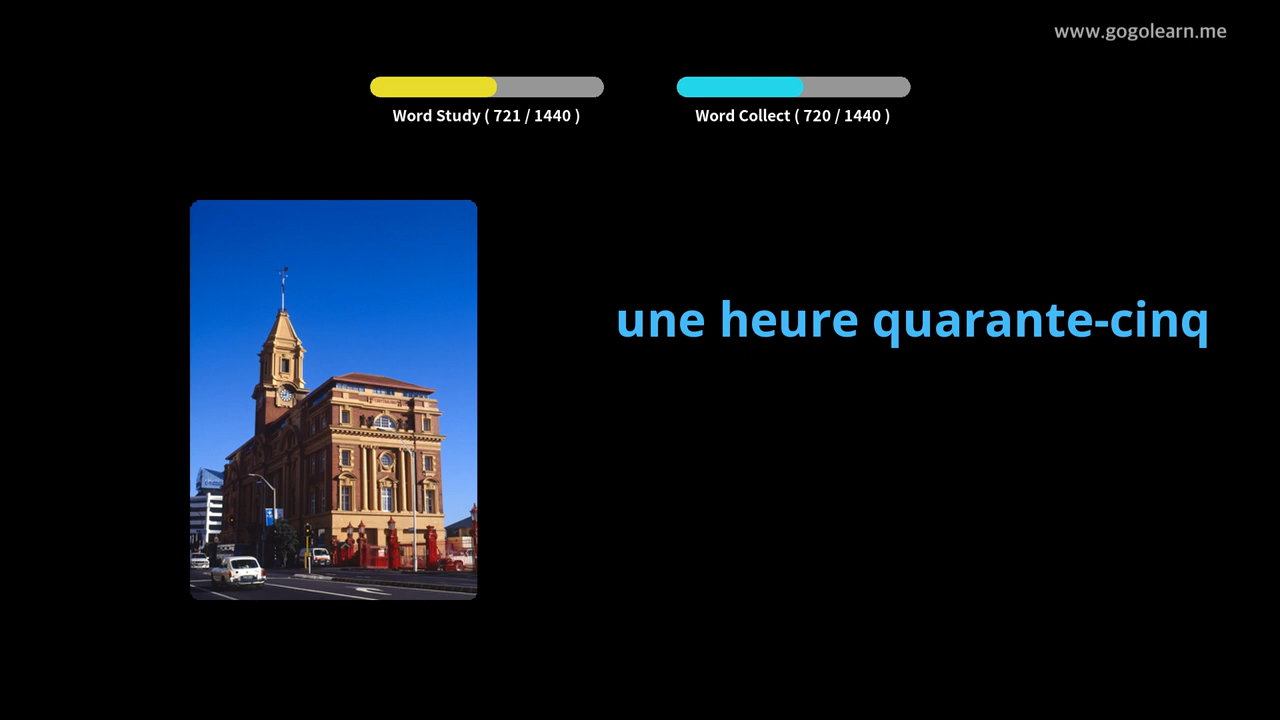 www.gogolearn.me
Word Study ( 721 / 1440 )
Word Collect ( 720 / 1440 )
une heure quarante-cinq